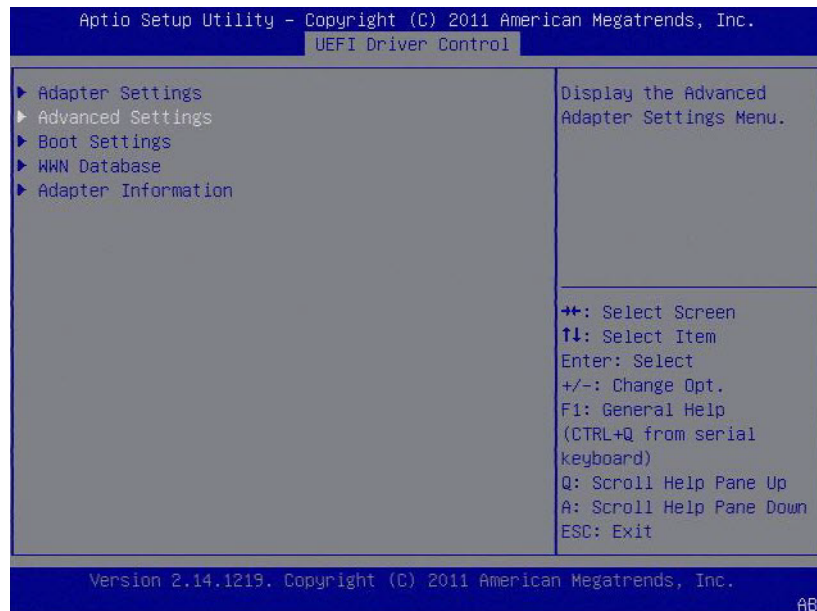 Aptio Setup Utility – Copyright (C) 2011 American Megatrends, Inc.
UEFI Driver Control
Adapter Settings
Advanced Settings
Boot Settings
WWN Database
Adapter Information
Display the Advanced
Adapter Settings Menu.
→←: Select Screen
↑↓: Select Item
Enter: Select
+/-: Change Opt.
F1: General Help
(CTRL+Q from serial
keyboard)
Q: Scroll Help Pane Up
A: Scroll Help Pane Down
ESC: Exit
Version 2.14.1219. Copyright (C) 2011 American Megatrends, Inc.
AB